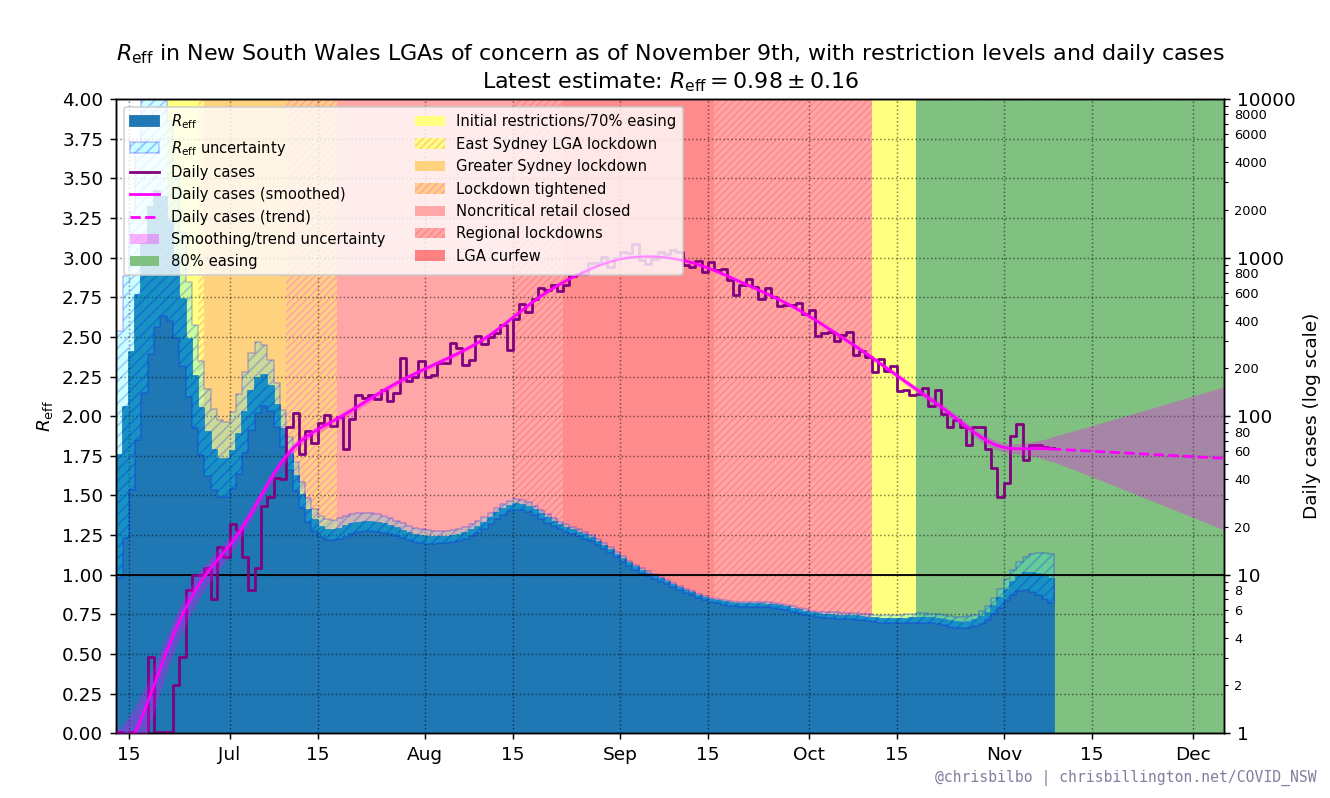 Reff in New South Wales LGAs of concern as of November 9th, with restriction levels and daily cases
Latest estimate: Reff = 0.98 ± 0.16
Reff
Reff uncertainty
Daily cases
Daily cases (smoothed)
Daily cases (trend)
Smoothing/trend uncertainty
80% easing
Initial restrictions/70% easing
East Sydney LGA lockdown
Greater Sydney lockdown
Lockdown tightened
Noncritical retail closed
Regional lockdowns
LGA curfew
Reff
4.00
3.75
3.50
3.25
3.00
2.75
2.50
2.25
2.00
1.75
1.50
1.25
1.00
0.75
0.50
0.25
0.00
15 Jul 15 Aug 15 Sep 15 Oct 15 Nov 15 Dec
10000
8000
6000
4000
2000
1000
800
600
400
200
100
80
60
40
20
10
8
6
4
2
1
Daily cases (log scale)
@chrisbilbo | chrisbillington.net/COVID_NSW